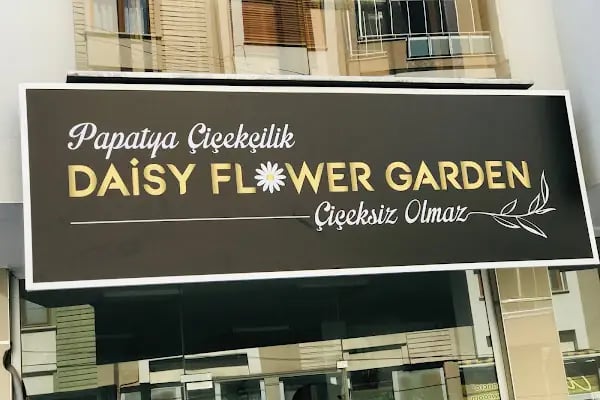 Papatya Çiçekçilik
DAİSY FLOWER GARDEN
Çiçeksiz Olmaz